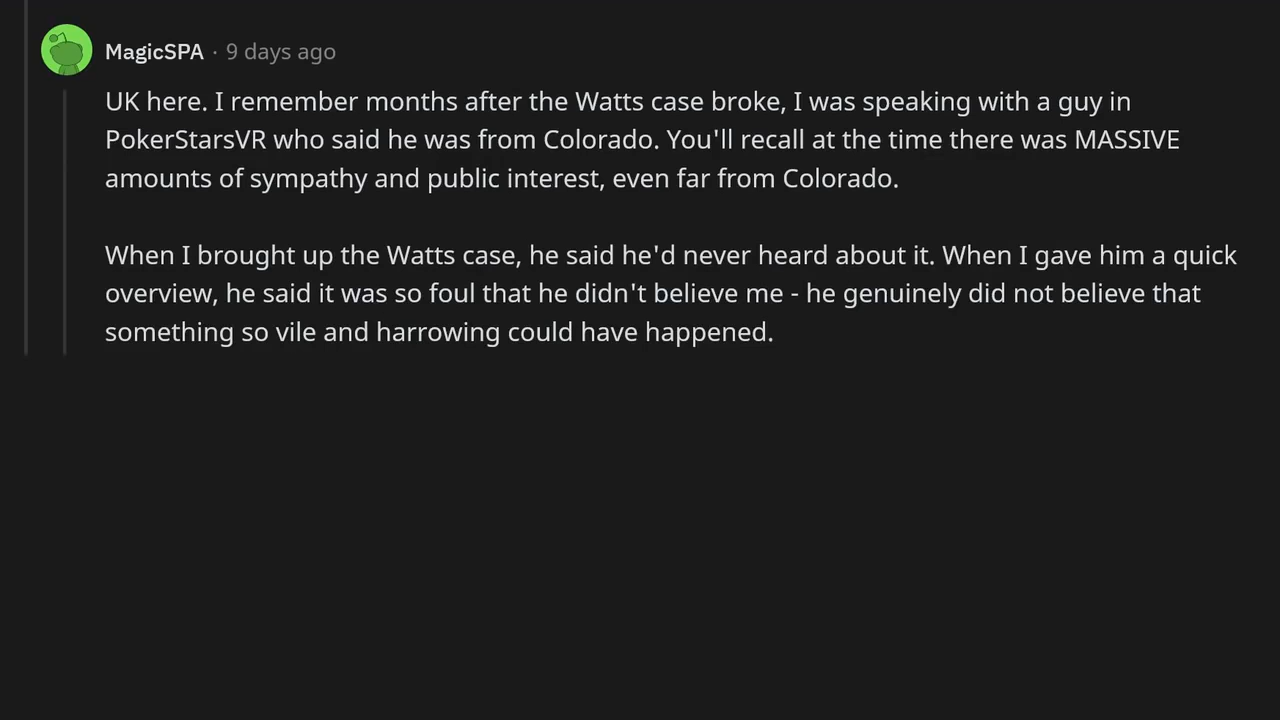 MagicSPA · 9 days ago
UK here. I remember months after the Watts case broke, I was speaking with a guy in
PokerStarsVR who said he was from Colorado. You'll recall at the time there was MASSIVE
amounts of sympathy and public interest, even far from Colorado.
When I brought up the Watts case, he said he'd never heard about it. When I gave him a quick
overview, he said it was so foul that he didn't believe me - he genuinely did not believe that
something so vile and harrowing could have happened.